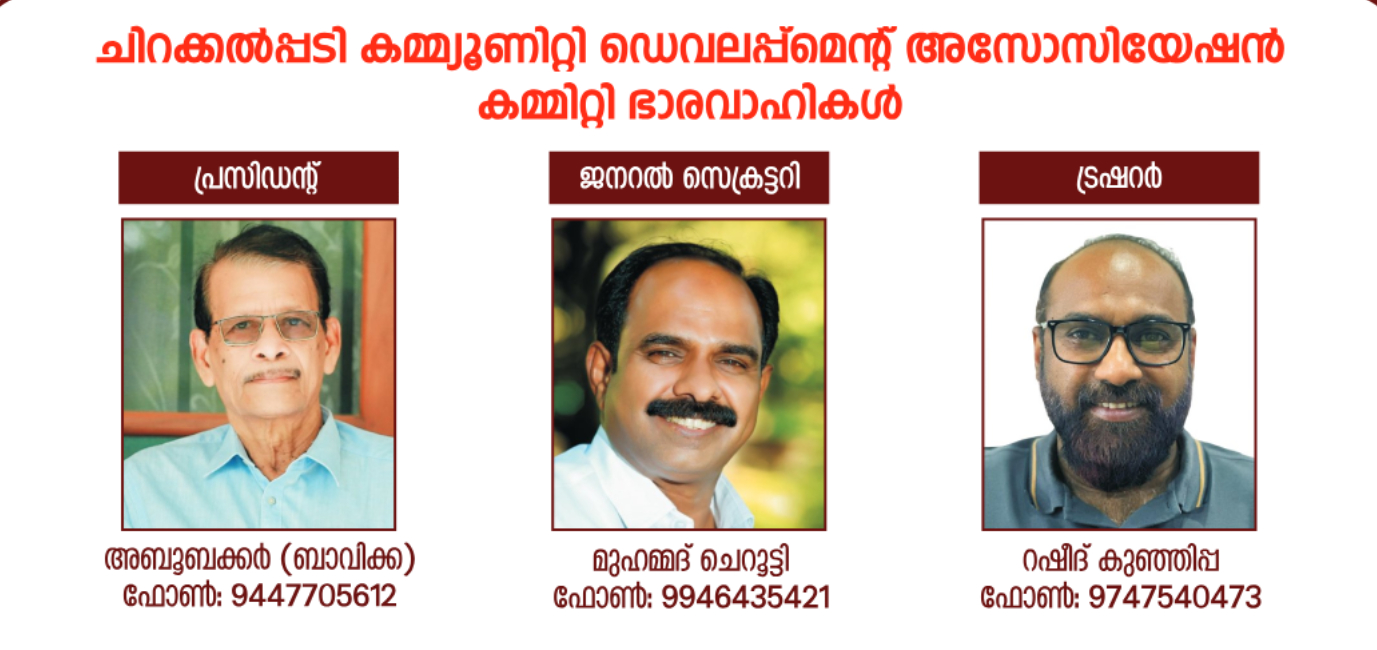 ചിറക്കൽപ്പടി കമ്മ്യൂണിറ്റി ഡെവലപ്പ്മെന്റ് അസോസിയേഷൻ
കമ്മിറ്റി ഭാരവാഹികൾ
പ്രസിഡന്റ്
ജനറൽ സെക്രട്ടറി
ട്രഷറർ
അബൂബക്കർ (ബാവിക്ക)
ഫോൺ: 9447705612
മുഹമ്മദ് ചെറൂട്ടി
ഫോൺ: 9946435421
റഷീദ് കുഞ്ഞിപ്പ
ഫോൺ: 9747540473